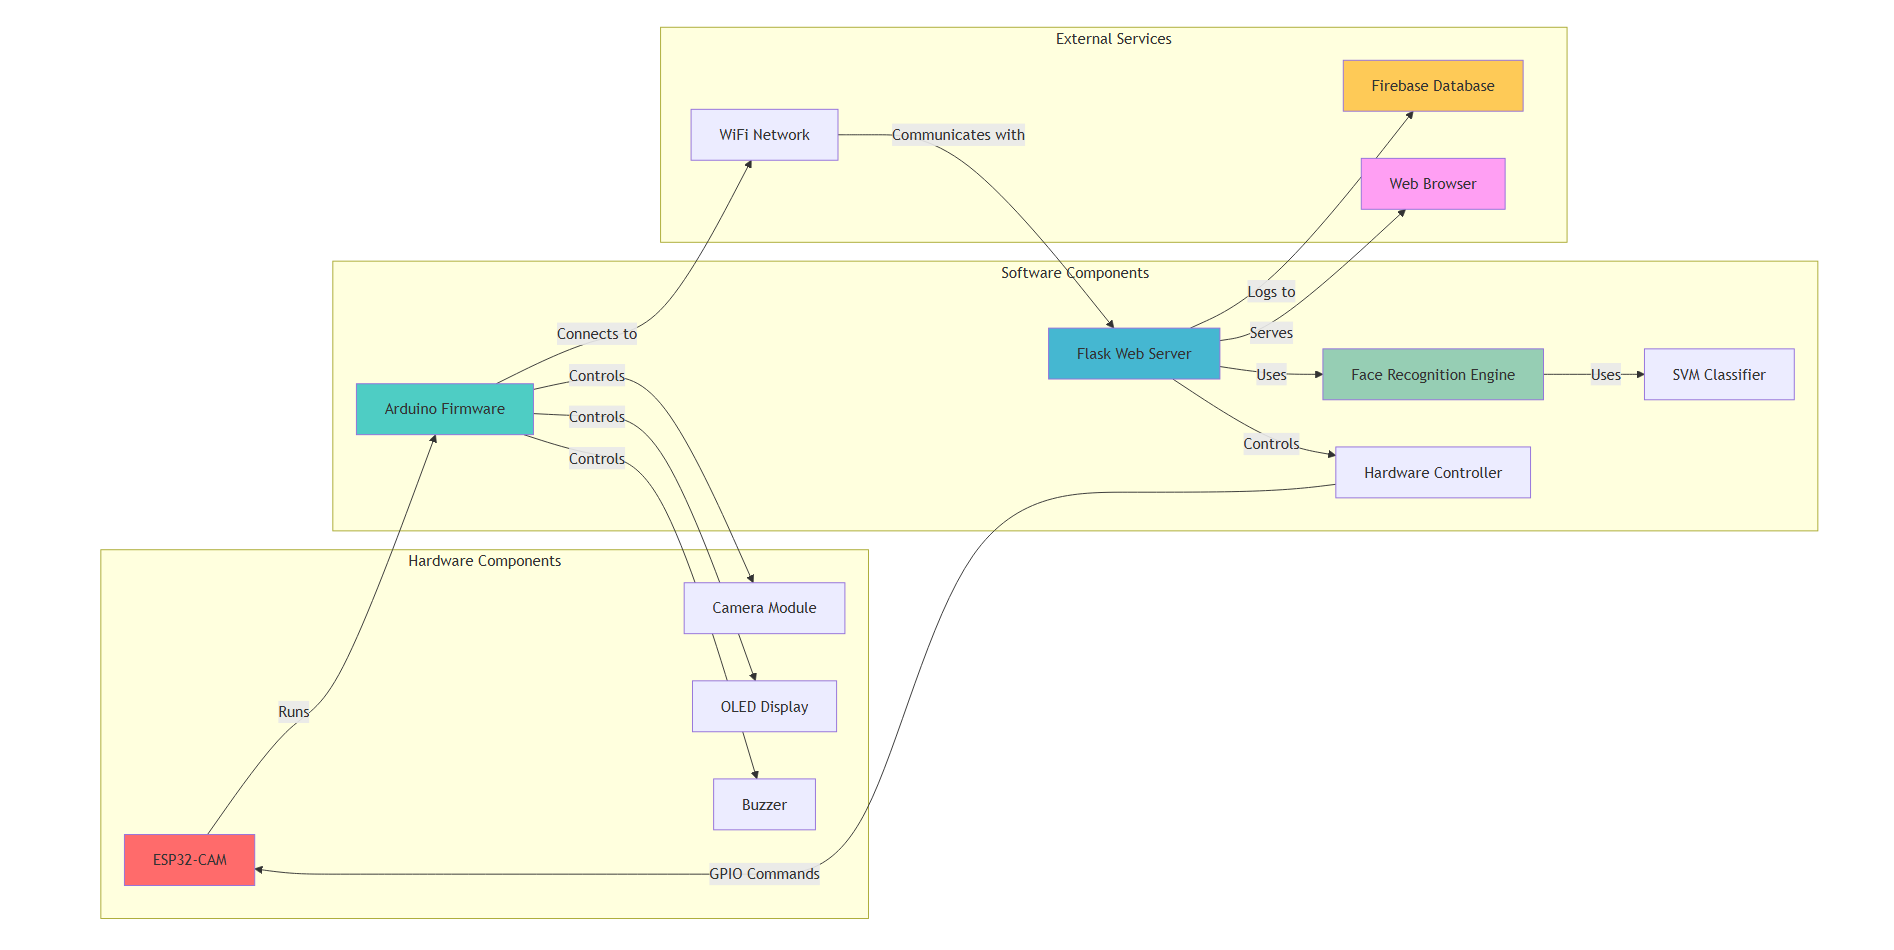 External Services
Firebase Database
WiFi Network
Communicates with
Web Browser
Software Components
Logs to
Connects to
Serves
Flask Web Server
Controls
Uses
Face Recognition Engine
Uses
SVM Classifier
Arduino Firmware
Controls
Controls
Controls
Hardware Controller
Hardware Components
Camera Module
OLED Display
Runs
Buzzer
ESP32-CAM
GPIO Commands